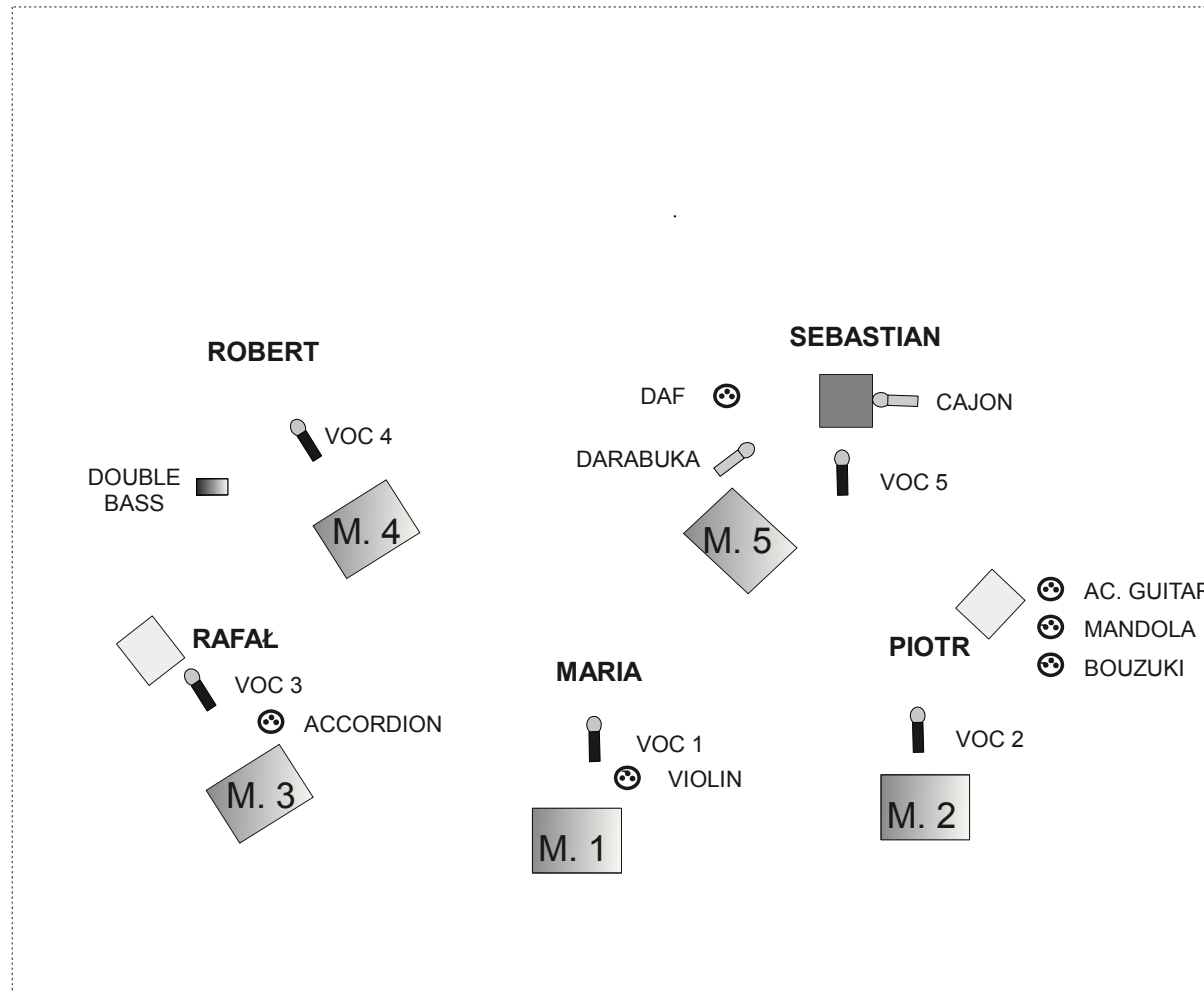 SEBASTIAN
ROBERT
DAF
CAJON
VOC 4
DARABUKA
DOUBLE
BASS
VOC 5
M. 4
M. 5
AC. GUITAR
MANDOLA
RAFAŁ
PIOTR
BOUZUKI
MARIA
VOC 3
ACCORDION
VOC 1
VOC 2
VIOLIN
M. 3
M. 2
M. 1